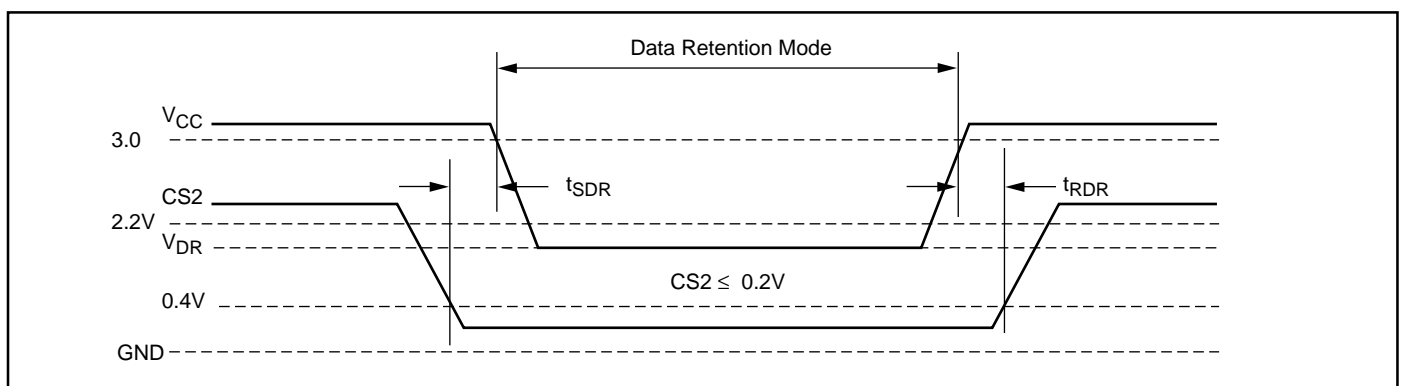 Data Retention Mode
VCC
3.0
tSDR
tRDR
CS2
2.2V
VDR
CS2 ≤ 0.2V
0.4V
GND